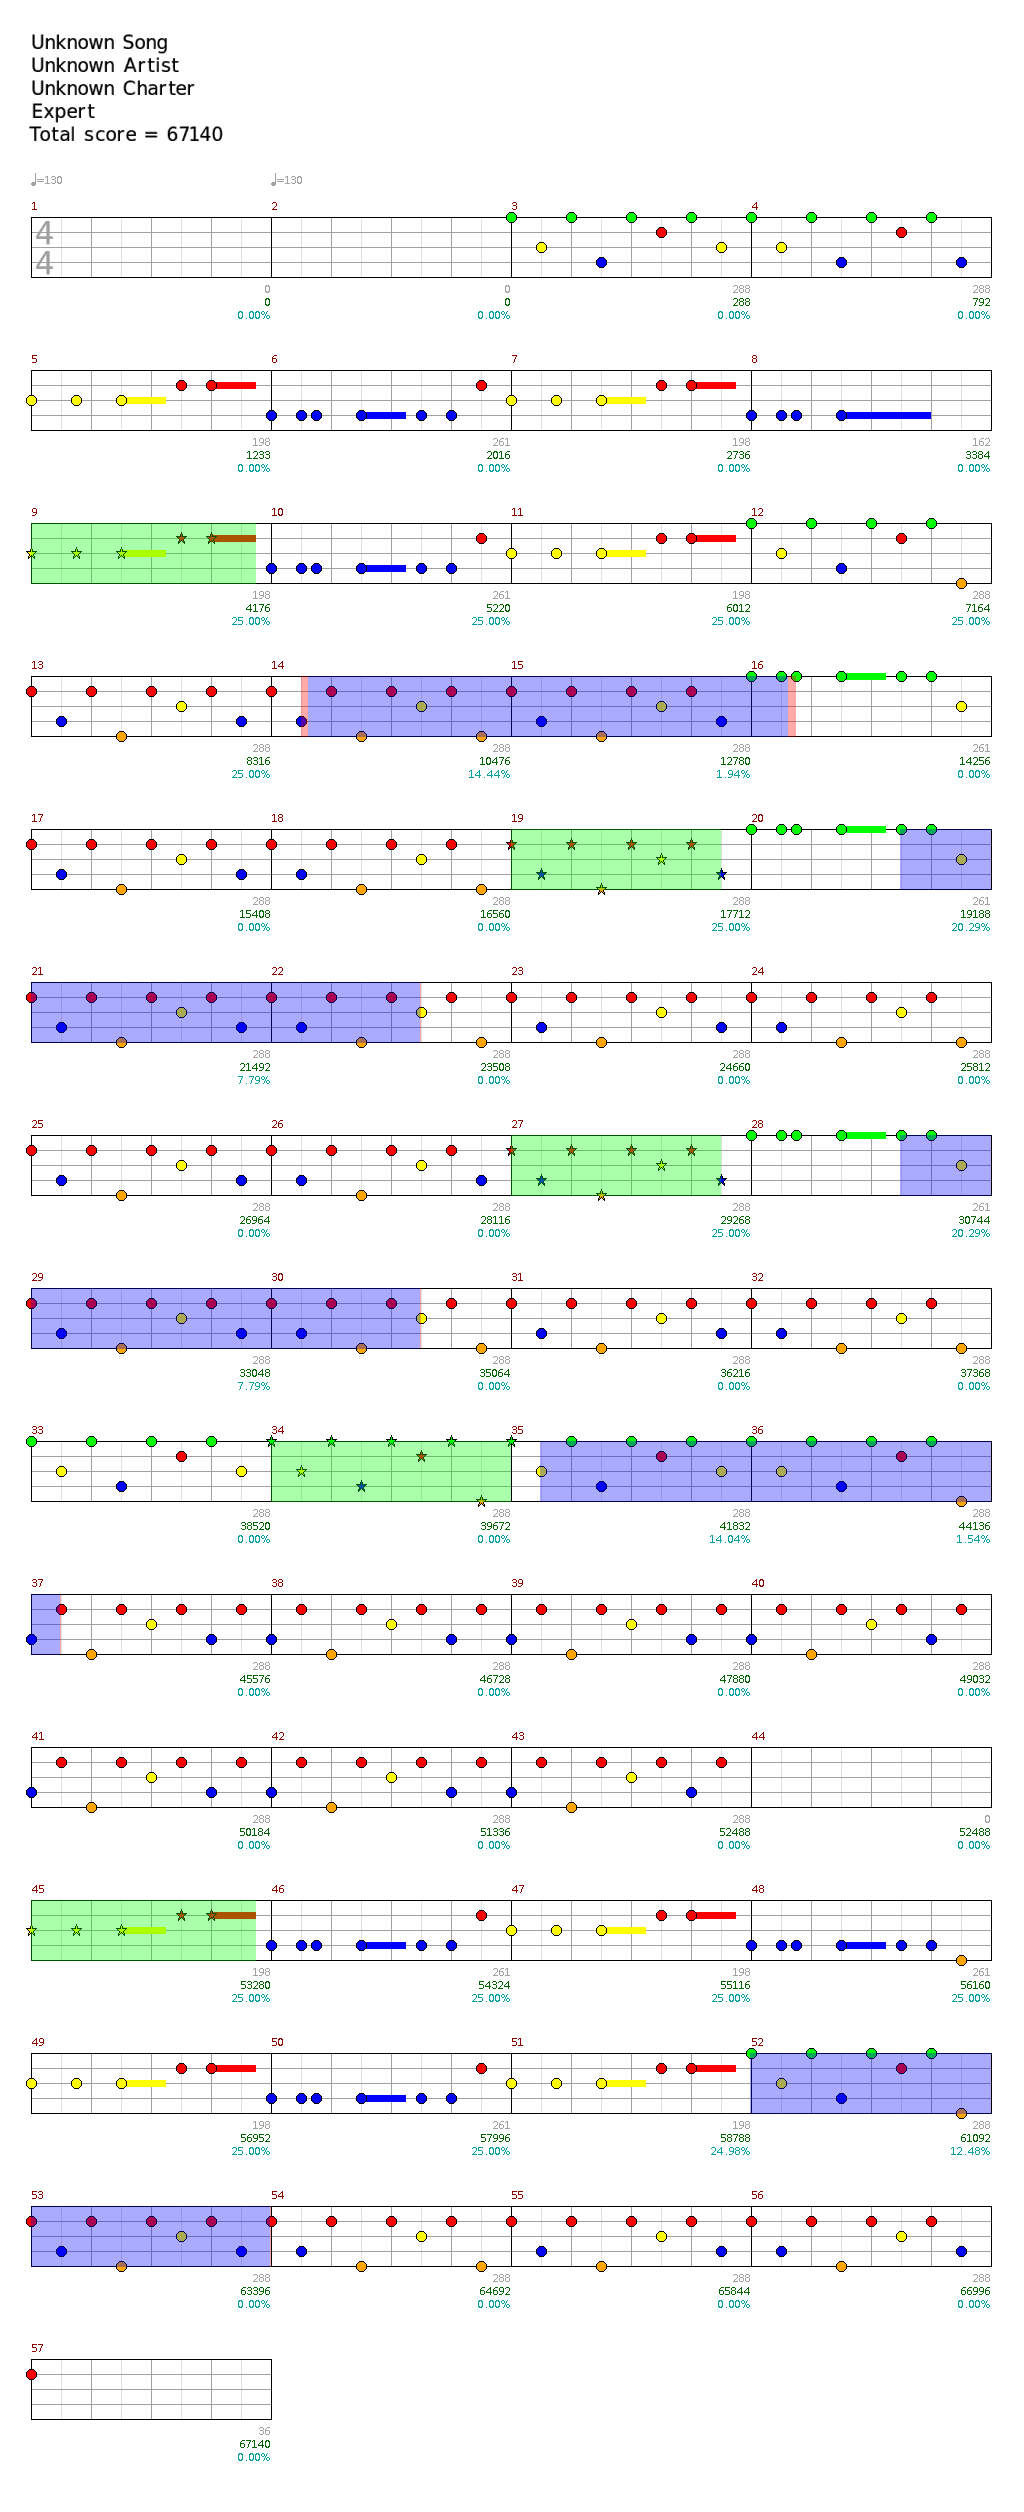 Unknown Song
Unknown Artist
Unknown Charter
Expert
Total score = 67140
♩=130 ♩=130
1 2 3 4
4
4
0 0 288 288
0 0 288 792
0.00% 0.00% 0.00% 0.00%
5 6 7 8
198 261 198 162
1233 2016 2736 3384
0.00% 0.00% 0.00% 0.00%
9 10 11 12
198 261 198 288
4176 5220 6012 7164
25.00% 25.00% 25.00% 25.00%
13 14 15 16
288 288 288 261
8316 10476 12780 14256
25.00% 14.44% 1.94% 0.00%
17 18 19 20
288 288 288 261
15408 16560 17712 19188
0.00% 0.00% 25.00% 20.29%
21 22 23 24
288 288 288 288
21492 23508 24660 25812
7.79% 0.00% 0.00% 0.00%
25 26 27 28
288 288 288 261
26964 28116 29268 30744
0.00% 0.00% 25.00% 20.29%
29 30 31 32
288 288 288 288
33048 35064 36216 37368
7.79% 0.00% 0.00% 0.00%
33 34 35 36
288 288 288 288
38520 39672 41832 44136
0.00% 0.00% 14.04% 1.54%
37 38 39 40
288 288 288 288
45576 46728 47880 49032
0.00% 0.00% 0.00% 0.00%
41 42 43 44
288 288 288 0
50184 51336 52488 52488
0.00% 0.00% 0.00% 0.00%
45 46 47 48
198 261 198 261
53280 54324 55116 56160
25.00% 25.00% 25.00% 25.00%
49 50 51 52
198 261 198 288
56952 57996 58788 61092
25.00% 25.00% 24.98% 12.48%
53 54 55 56
288 288 288 288
63396 64692 65844 66996
0.00% 0.00% 0.00% 0.00%
57
36
67140
0.00%